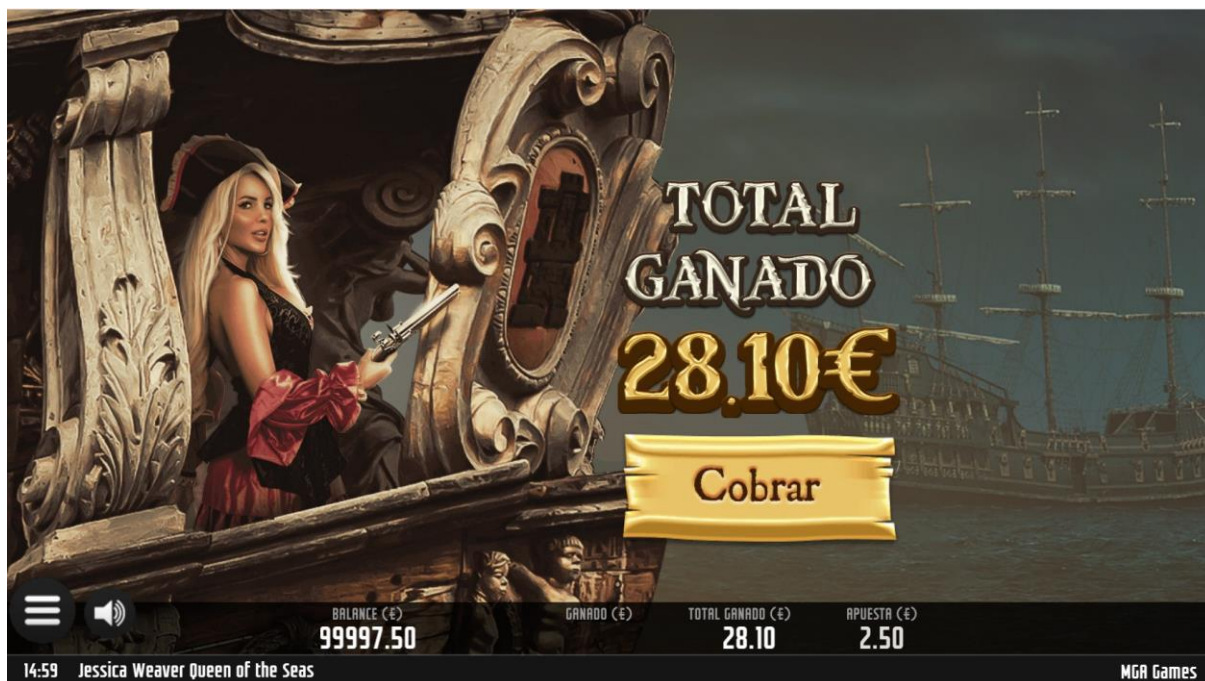 TOTAL
GANADO
28.10€
Cobrar
BALANCE (€) GANADO (€) TOTAL GANADO (€) APUESTA (€)
99997.50 28.10 2.50
14:59 Jessica Weaver Queen of the Seas MGA Games